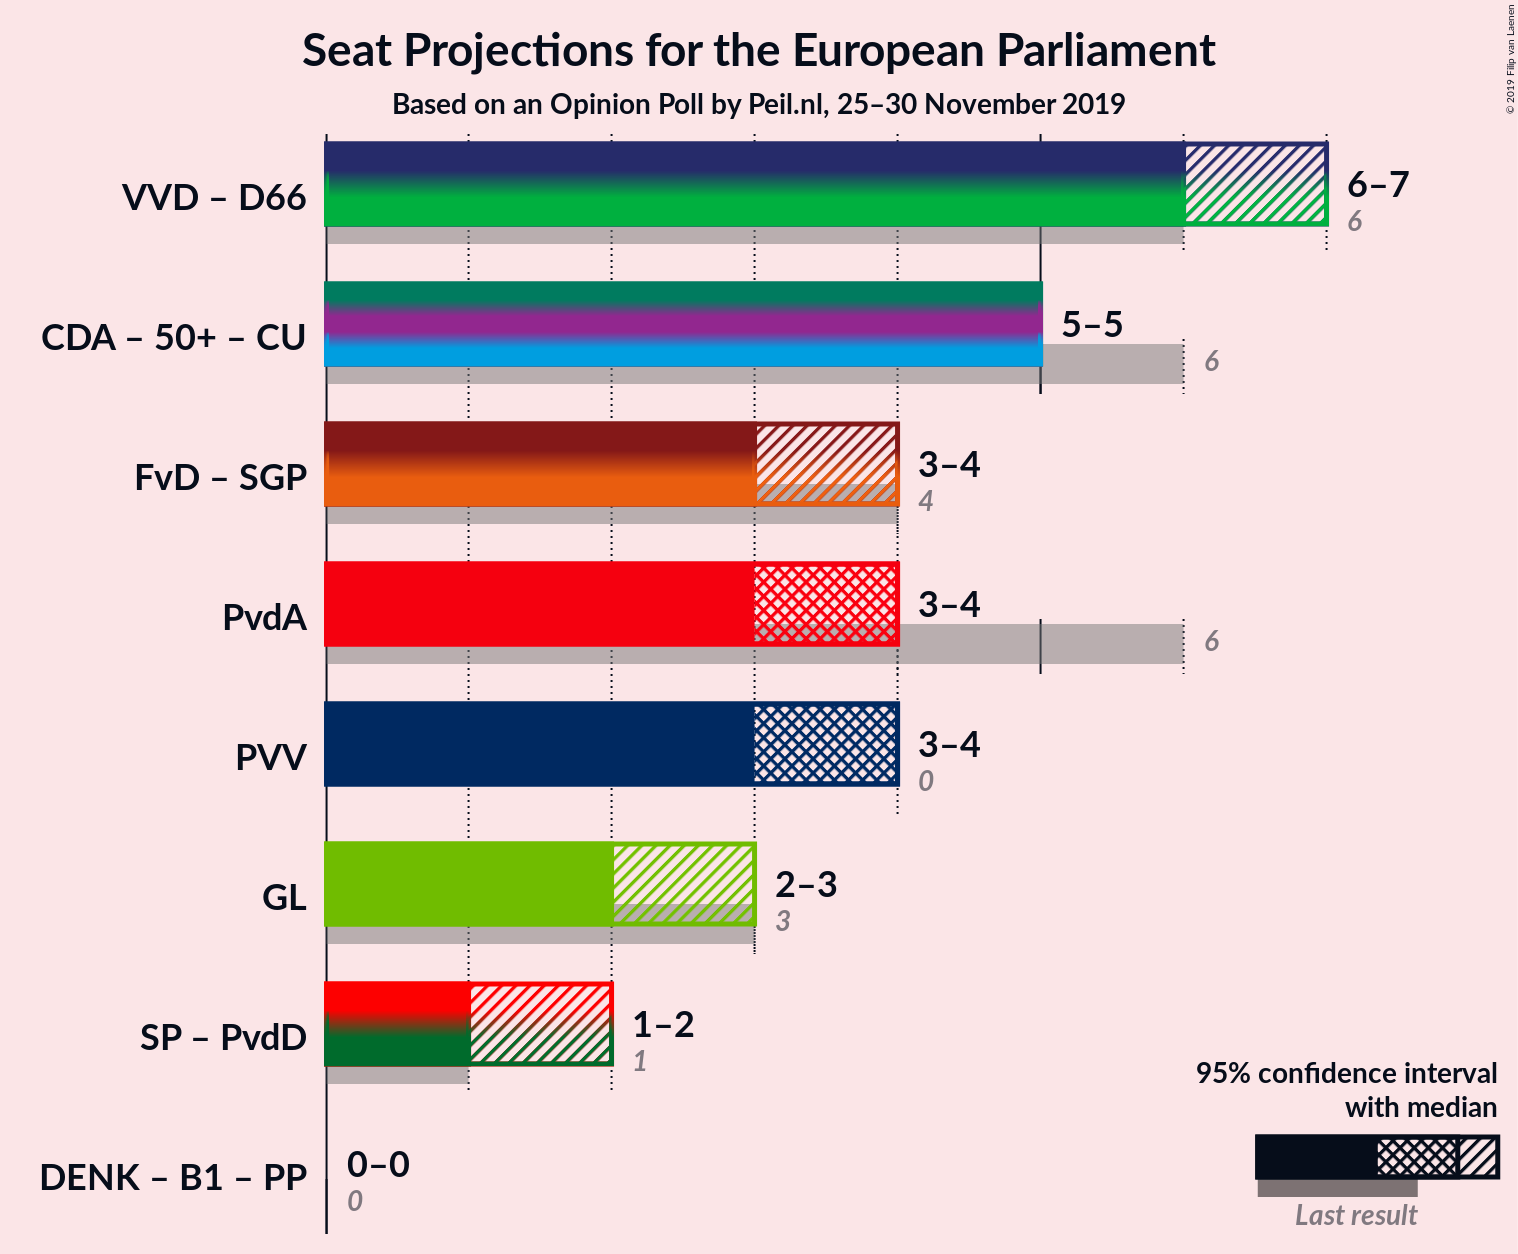 Seat Projections for the European Parliament
Based on an Opinion Poll by Peil.nl, 25–30 November 2019
© 2019 Filip van Laenen
VVD – D66
6–7
6
CDA – 50+ – CU
5–5
6
FvD – SGP
3–4
4
PvdA
3–4
6
PVV
3–4
0
GL
2–3
3
SP – PvdD
1–2
1
DENK – B1 – PP
0–0
0
95% confidence interval
with median
Last result